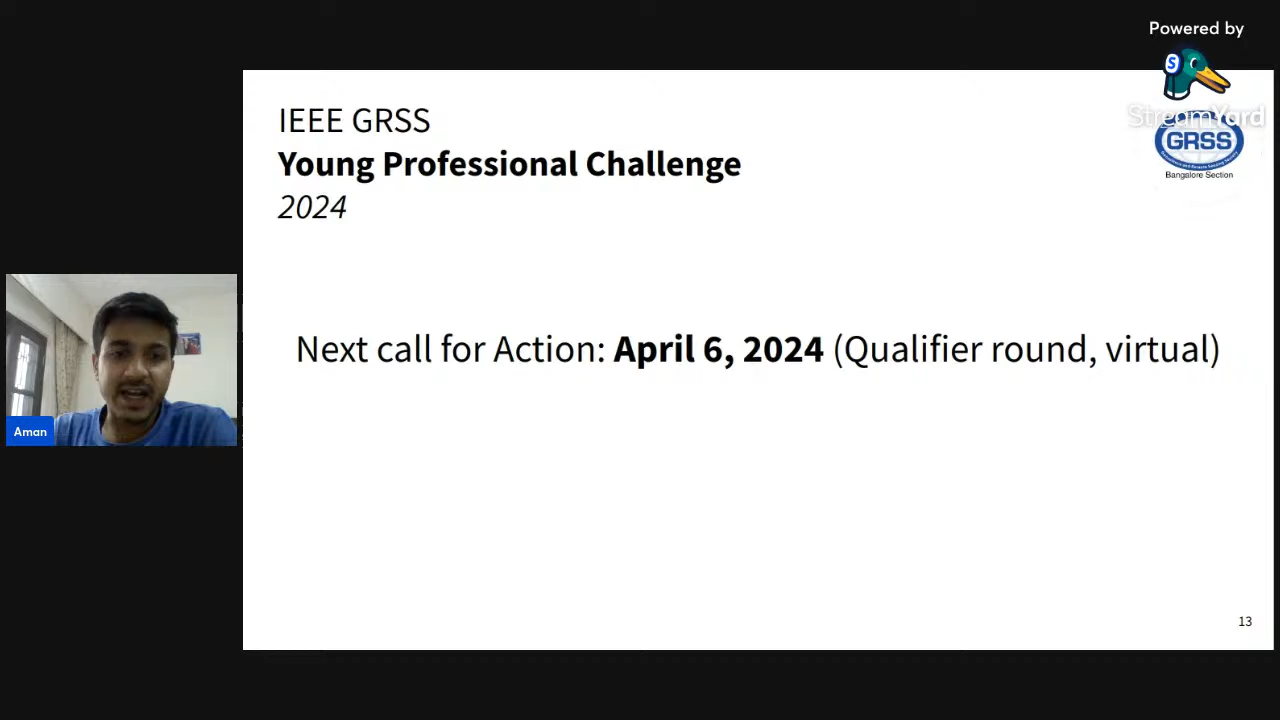 Powered by
StreamYard
IEEE GRSS
Young Professional Challenge
2024
GRSS
Bangalore Section
Next call for Action: April 6, 2024 (Qualifier round, virtual)
Aman
13